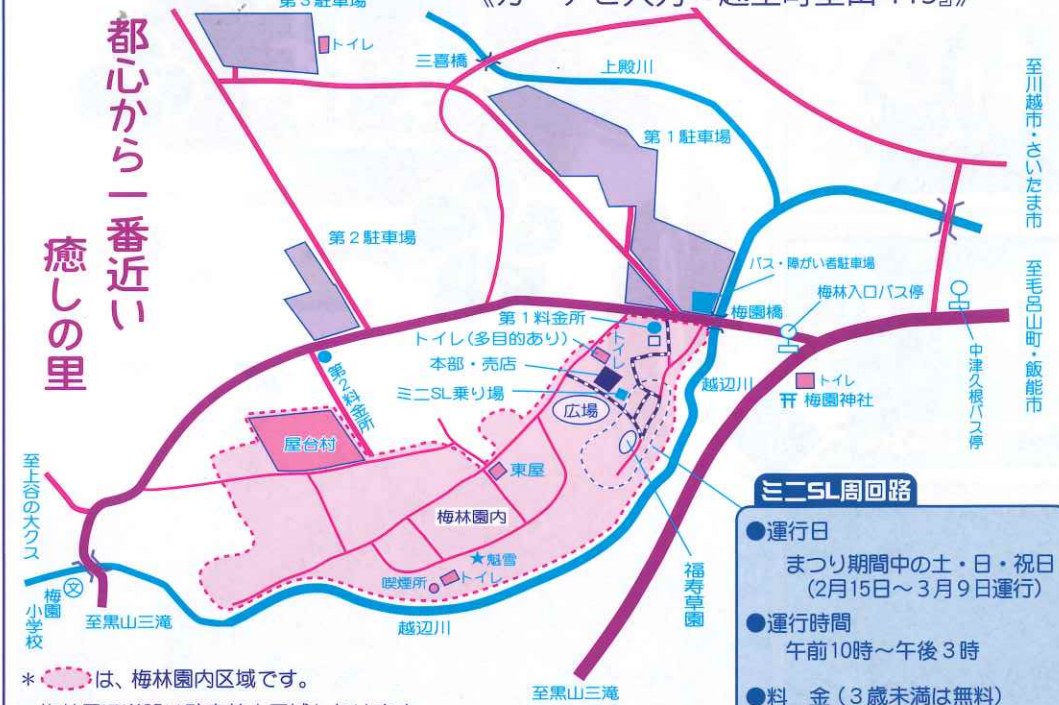 第3駐車場
トイレ
都心から一番近い
癒しの里
三喜橋
上殿川
第1駐車場
至川越市・さいたま市
第2駐車場
バス・障がい者駐車場
梅林入口バス停
梅園橋
至毛呂山町・飯能市
第1料金所
トイレ(多目的あり)
トイレ
本部・売店
ミニSL乗り場
広場
越辺川
トイレ
梅園神社
中津久根バス停
第2料金所
屋台村
東屋
梅林園内
至上谷の大クス
魁雪
喫煙所
トイレ
福寿草園
文
梅園小学校
至黒山三滝
越辺川
至黒山三滝
*は、梅林園内区域です。
ミニSL周回路
●運行日
まつり期間中の土・日・祝日
(2月15日~3月9日運行)
●運行時間
午前10時~午後3時
●料 金(3歳未満は無料)